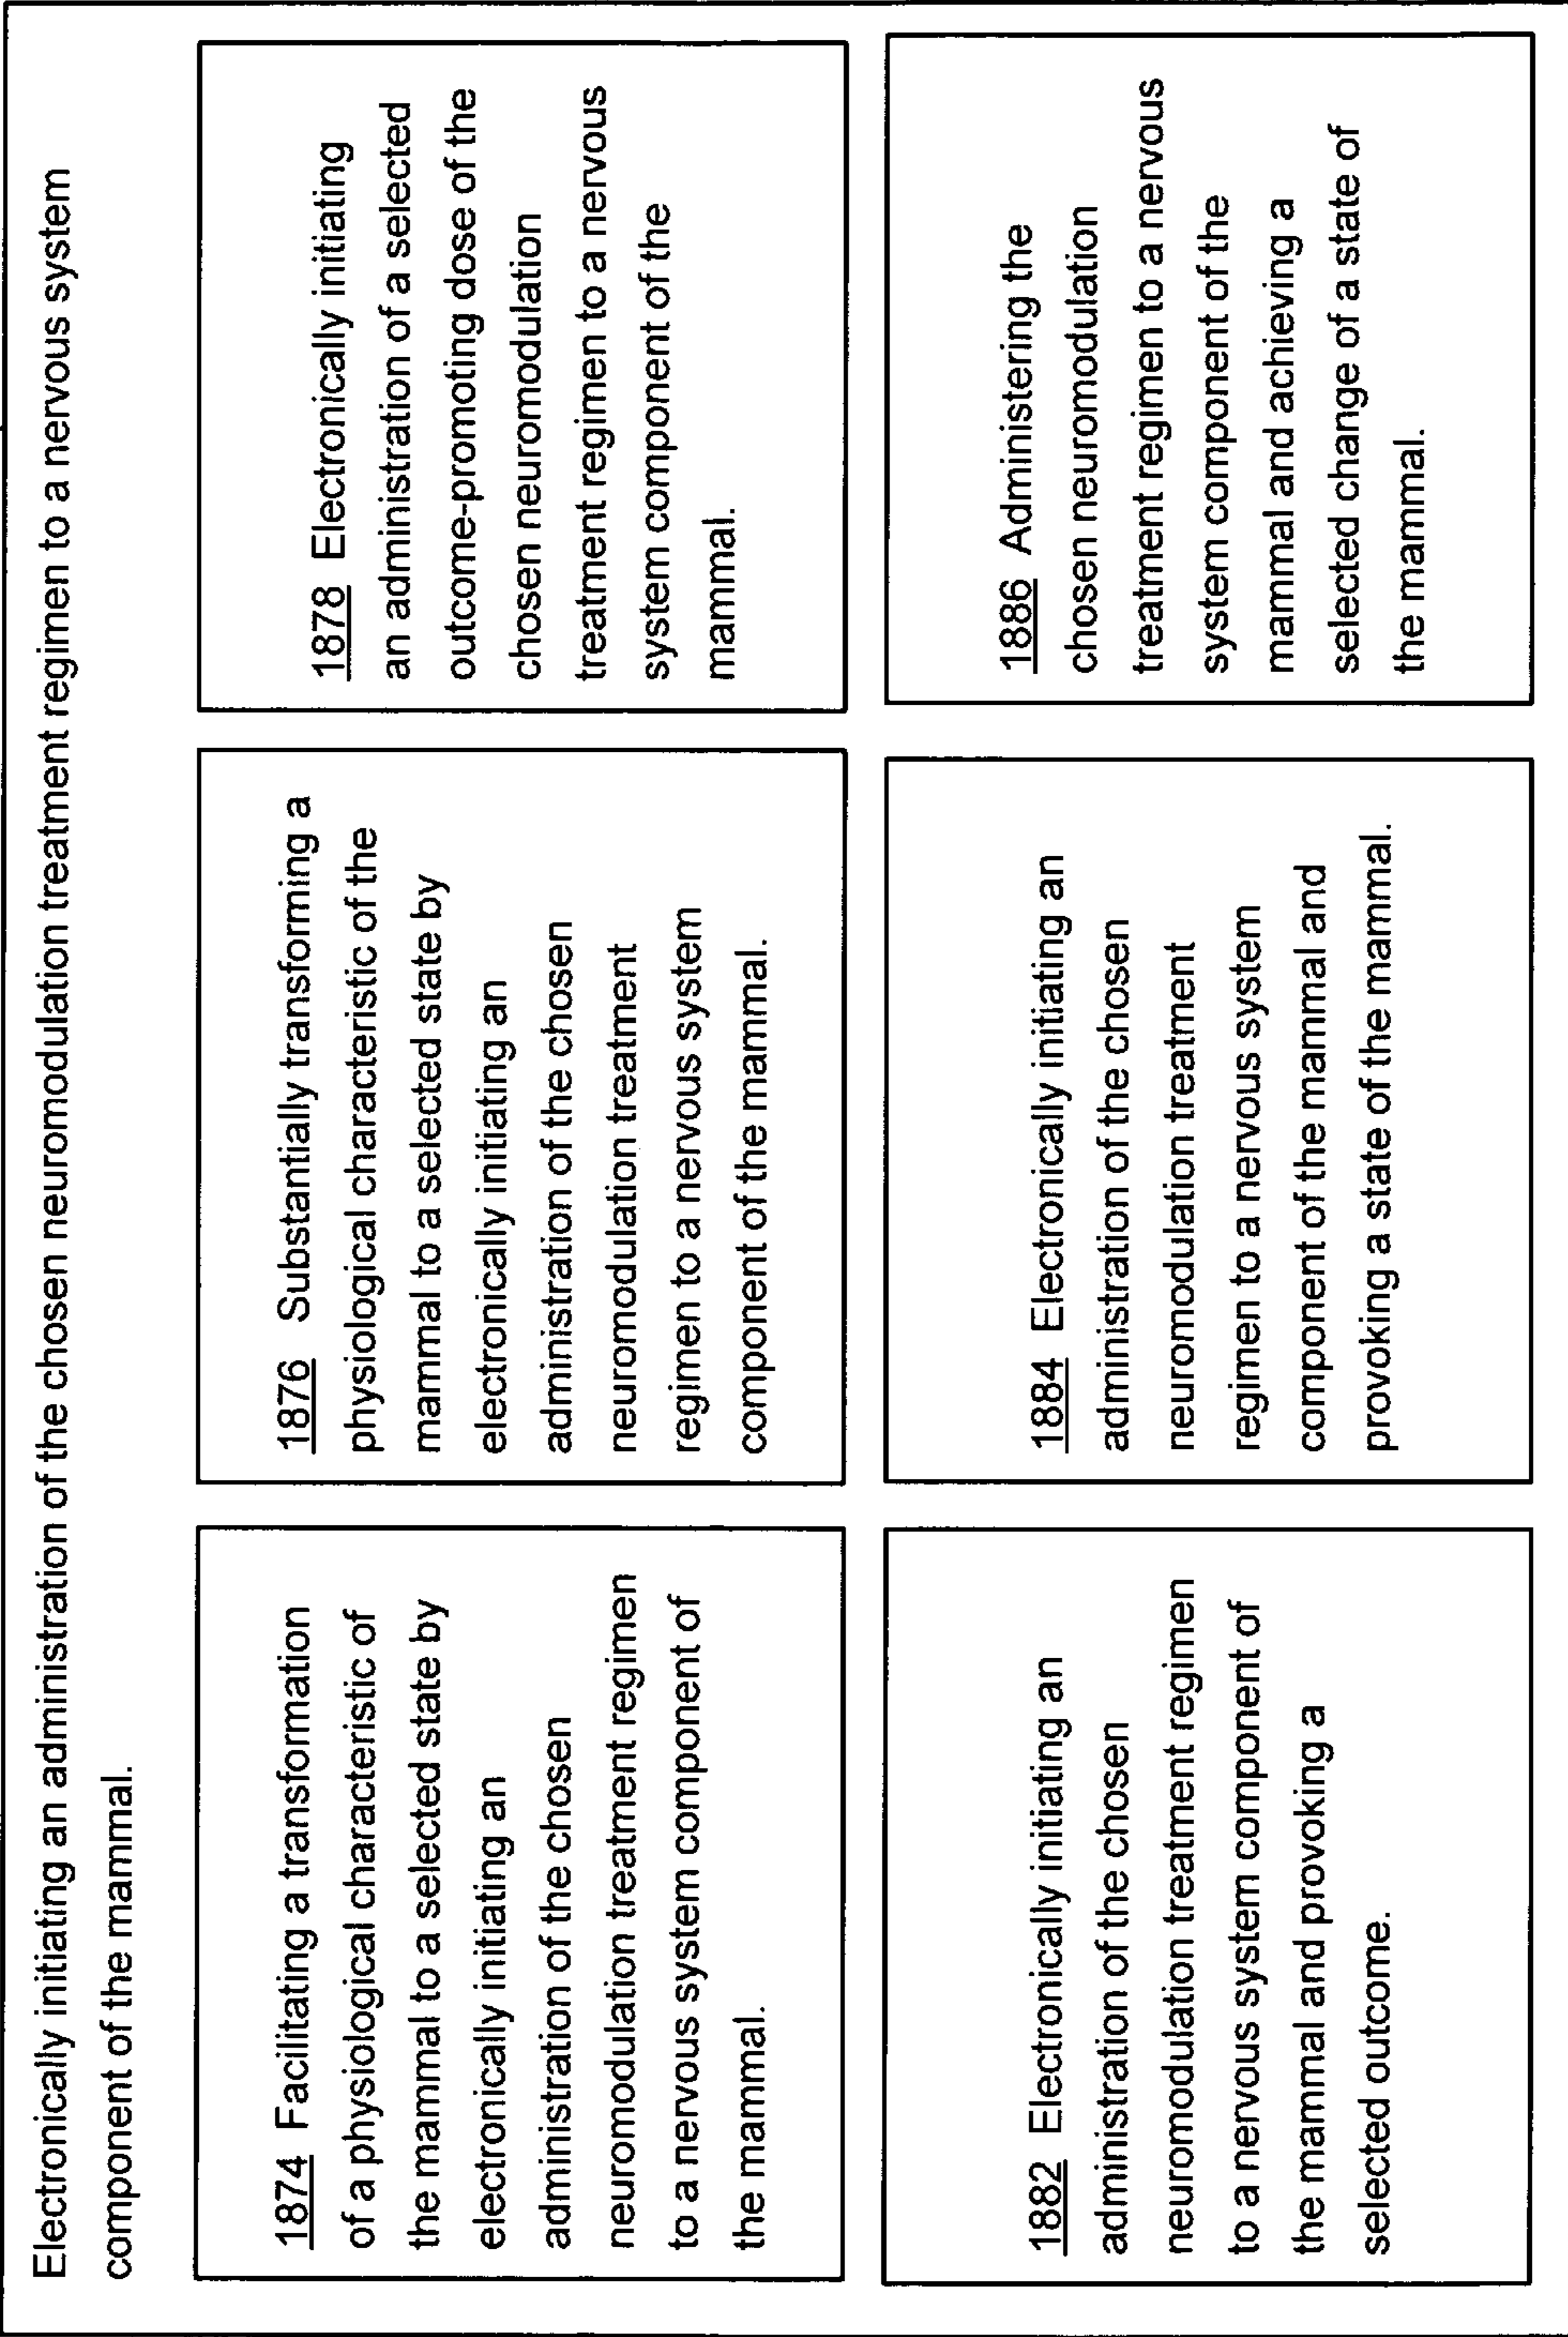 Electronically initiating an administration of the chosen neuromodulation treatment regimen to a nervous system
component of the mammal.
1874 Facilitating a transformation
of a physiological characteristic of
the mammal to a selected state by
electronically initiating an
administration of the chosen
neuromodulation treatment regimen
to a nervous system component of
the mammal.
1876 Substantially transforming a
physiological characteristic of the
mammal to a selected state by
electronically initiating an
administration of the chosen
neuromodulation treatment
regimen to a nervous system
component of the mammal.
1878 Electronically initiating
an administration of a selected
outcome-promoting dose of the
chosen neuromodulation
treatment regimen to a nervous
system component of the
mammal.
1882 Electronically initiating an
administration of the chosen
neuromodulation treatment regimen
to a nervous system component of
the mammal and provoking a
selected outcome.
1884 Electronically initiating an
administration of the chosen
neuromodulation treatment
regimen to a nervous system
component of the mammal and
provoking a state of the mammal.
1886 Administering the
chosen neuromodulation
treatment regimen to a nervous
system component of the
mammal and achieving a
selected change of a state of
the mammal.